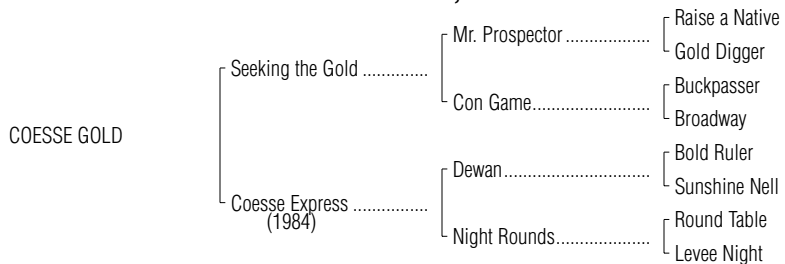 COESSE GOLD
Seeking the Gold ..............
Coesse Express ................
(1984)
Mr. Prospector ..................
Con Game.........................
Dewan...............................
Night Rounds....................
Raise a Native
Gold Digger
Buckpasser
Broadway
Bold Ruler
Sunshine Nell
Round Table
Levee Night